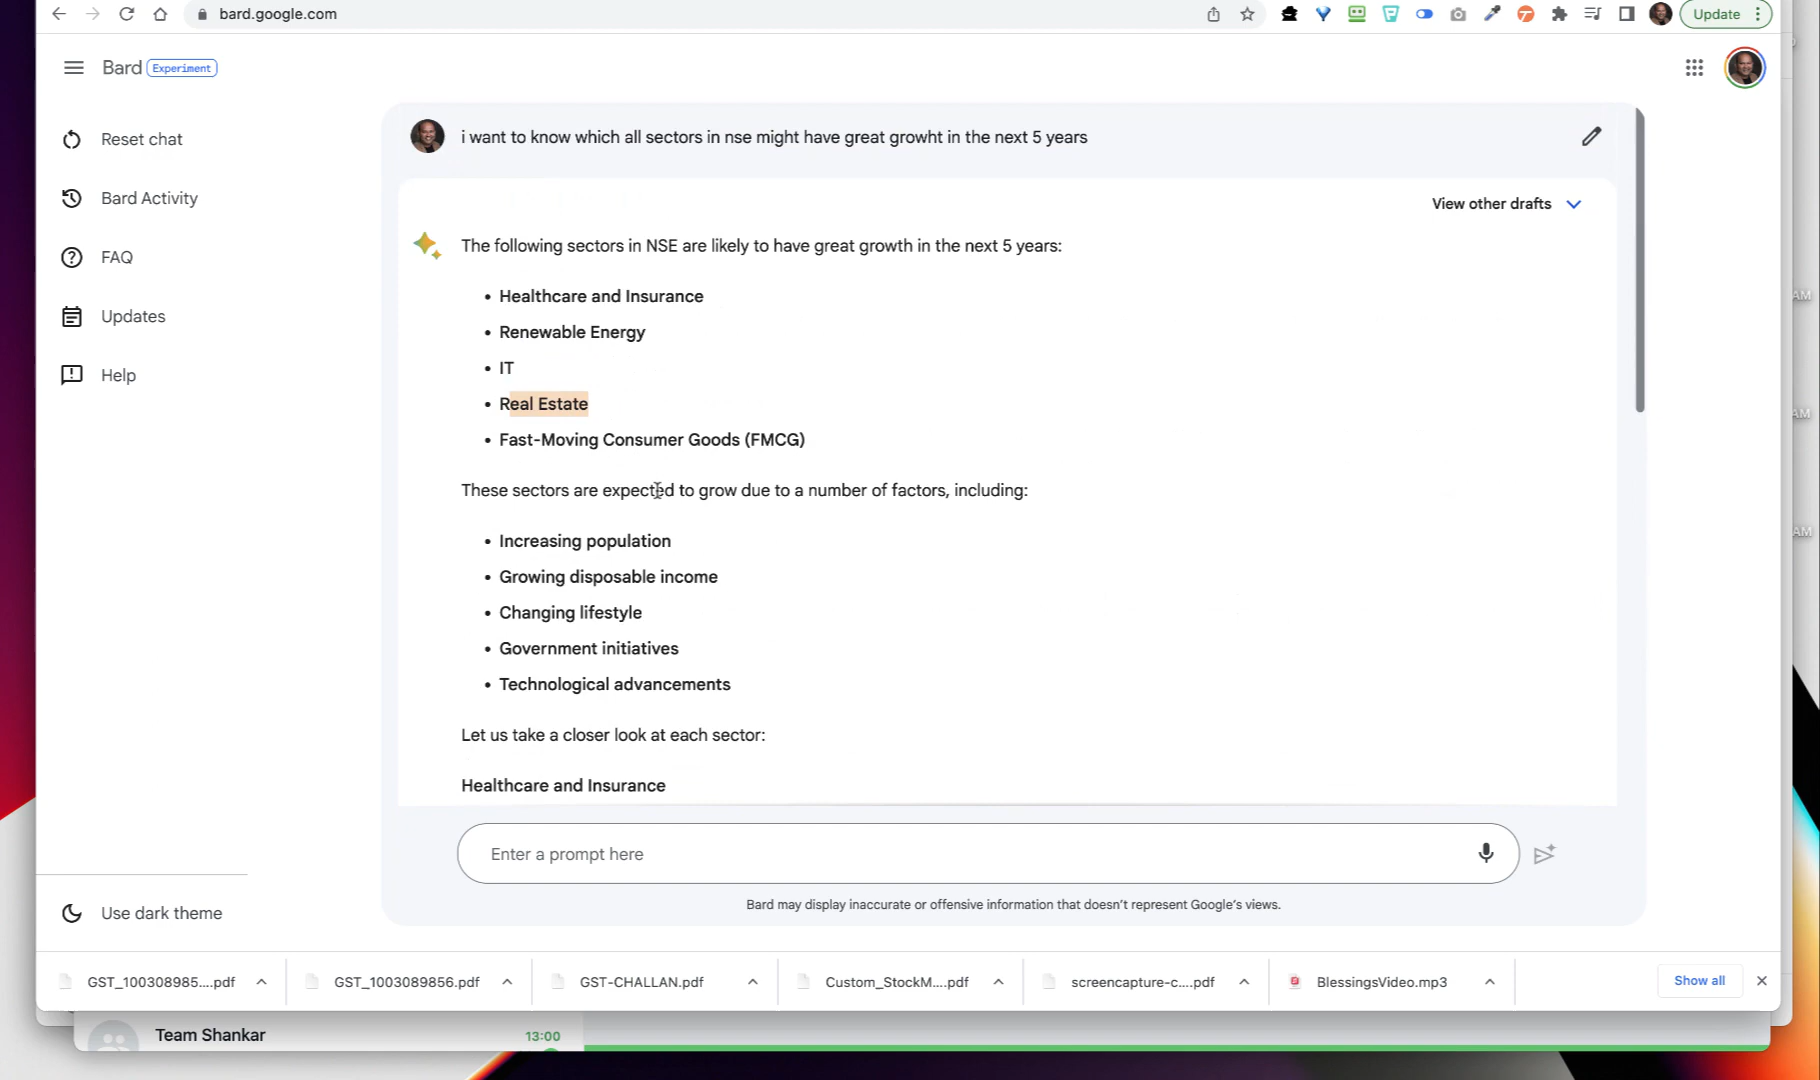 bard.google.com
Update
Bard Experiment
Reset chat
Bard Activity
FAQ
Updates
Help
Use dark theme
i want to know which all sectors in nse might have great growht in the next 5 years
View other drafts
The following sectors in NSE are likely to have great growth in the next 5 years:
• Healthcare and Insurance
• Renewable Energy
• IT
• Real Estate
• Fast-Moving Consumer Goods (FMCG)
These sectors are expected to grow due to a number of factors, including:
• Increasing population
• Growing disposable income
• Changing lifestyle
• Government initiatives
• Technological advancements
Let us take a closer look at each sector:
Healthcare and Insurance
Enter a prompt here
Bard may display inaccurate or offensive information that doesn't represent Google's views.
AM
AM
AM
GST_100308985....pdf
GST_1003089856.pdf
GST-CHALLAN.pdf
Custom_StockM....pdf
screencapture-c....pdf
BlessingsVideo.mp3
Show all
Team Shankar
13:00